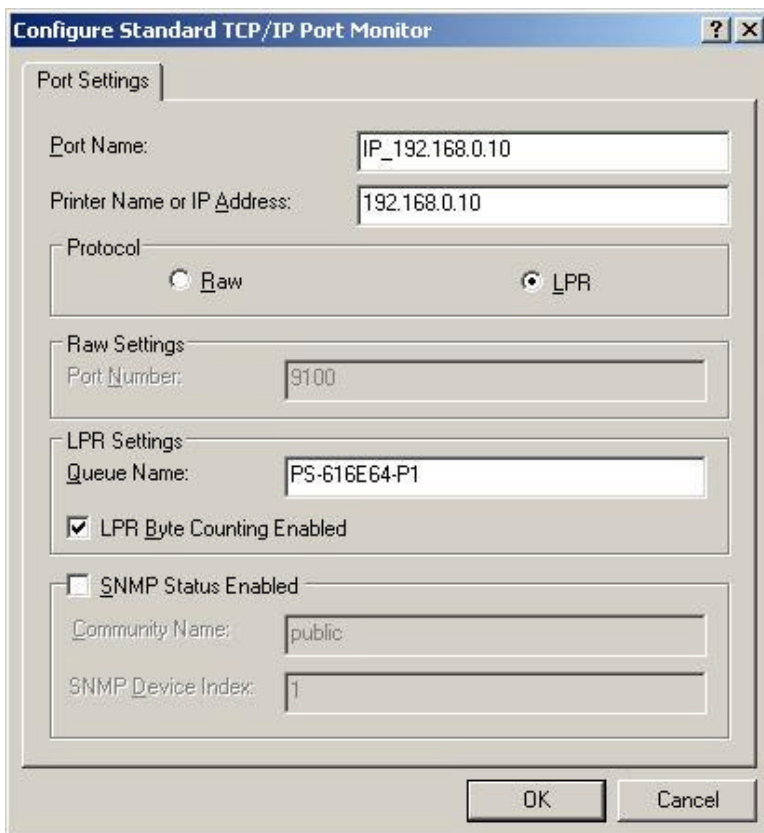 Configure Standard TCP/IP Port Monitor
Port Settings
Port Name: IP_192.168.0.10
Printer Name or IP Address: 192.168.0.10
Protocol
Raw LPR
Raw Settings
Port Number: 9100
LPR Settings
Queue Name: PS-616E64-P1
LPR Byte Counting Enabled
SNMP Status Enabled
Community Name: public
SNMP Device Index: 1
OK Cancel